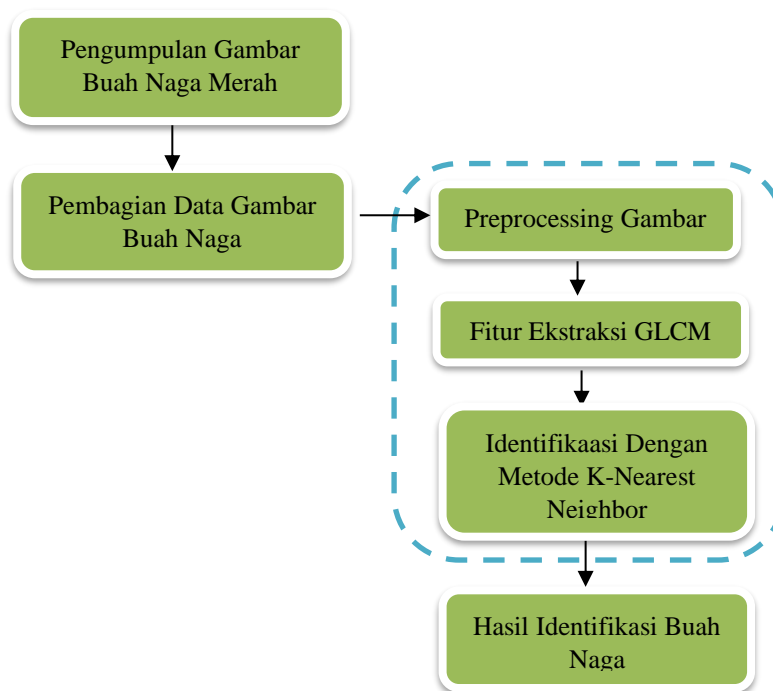 Pengumpulan Gambar
Buah Naga Merah
Pembagian Data Gambar
Buah Naga
Preprocessing Gambar
Fitur Ekstraksi GLCM
Identifikaasi Dengan
Metode K-Nearest
Neighbor
Hasil Identifikasi Buah
Naga